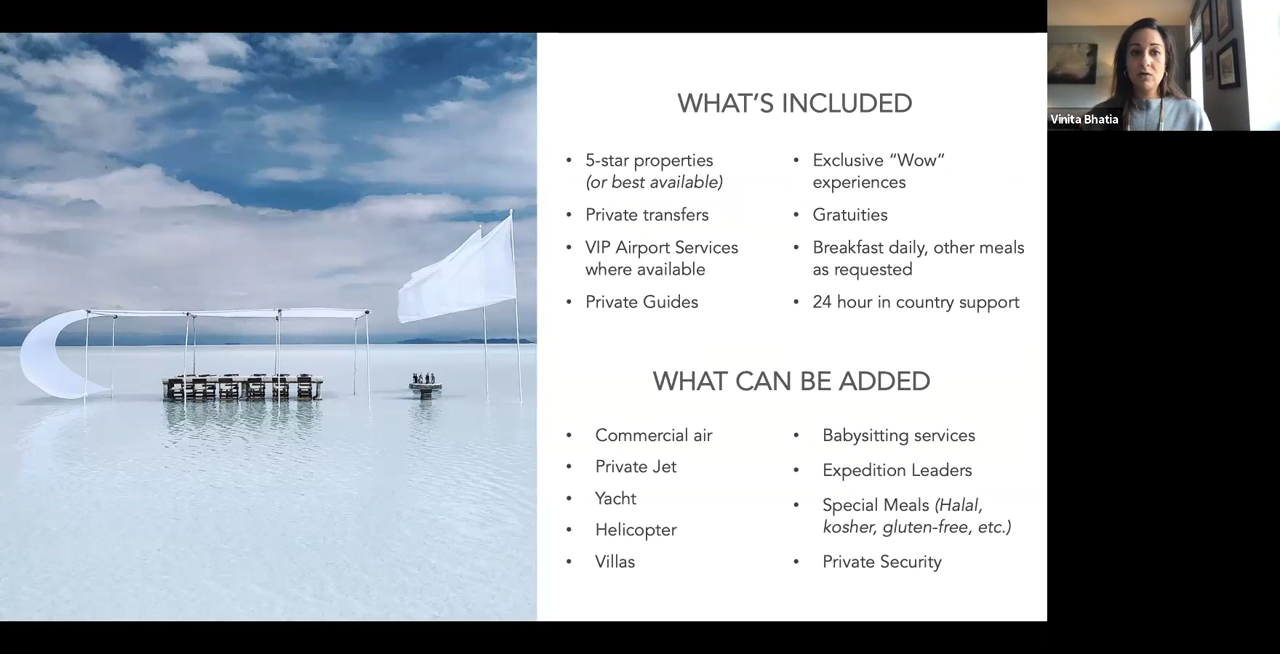 WHAT'S INCLUDED
• 5-star properties
(or best available)
• Private transfers
• VIP Airport Services
where available
• Private Guides
• Exclusive “Wow”
experiences
• Gratuities
• Breakfast daily, other meals
as requested
• 24 hour in country support
WHAT CAN BE ADDED
• Commercial air
• Private Jet
• Yacht
• Helicopter
• Villas
• Babysitting services
• Expedition Leaders
• Special Meals (Halal,
kosher, gluten-free, etc.)
• Private Security
Vinita Bhatia